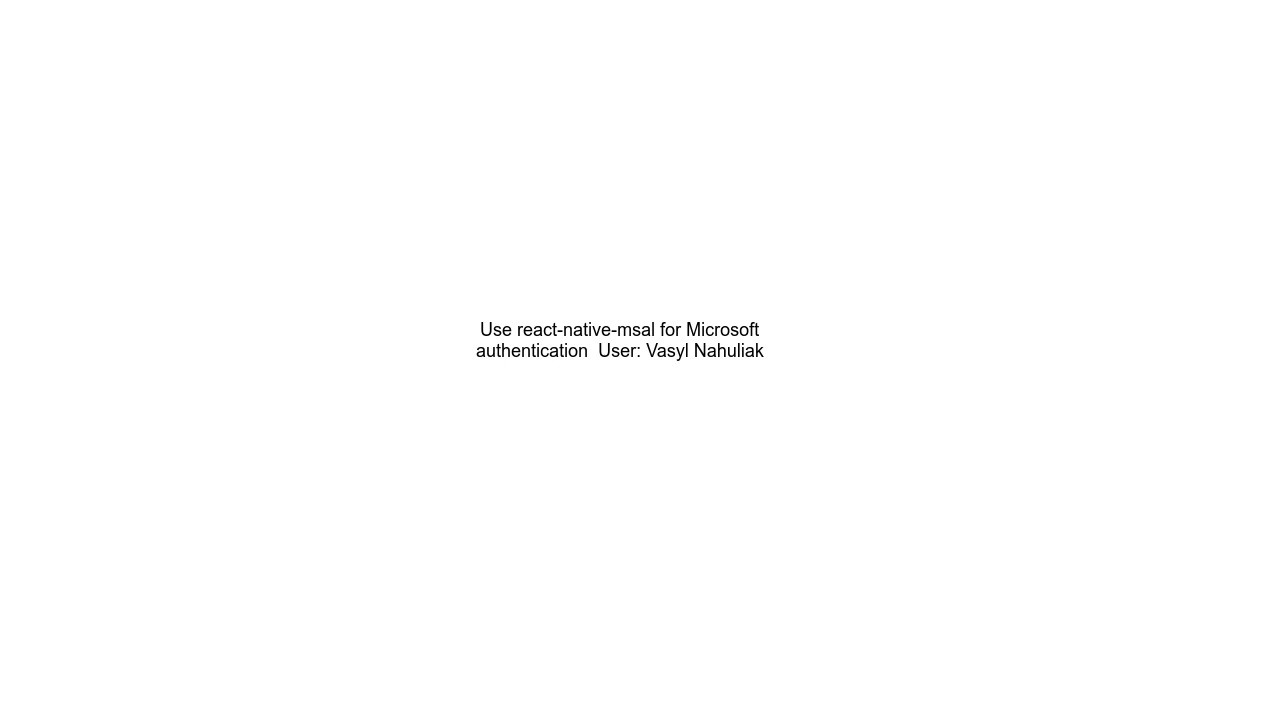 Use react-native-msal for Microsoft
authentication  User: Vasyl Nahuliak